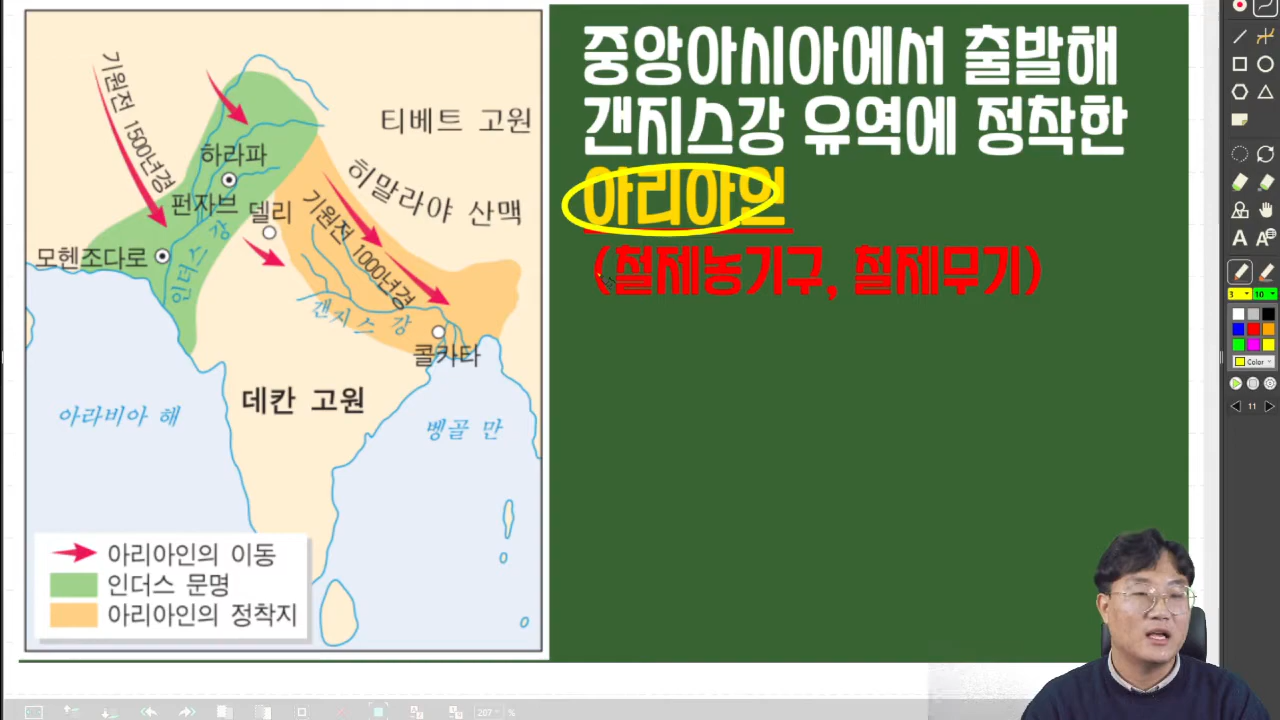 중앙아시아에서 출발해
갠지스강 유역에 정착한
아리아인
(철제농기구, 철제무기)
기원전 1500년경
티베트 고원
하라파
히말라야 산맥
펀자브
델리
기원전 1000년경
모헨조다로
인더스 강
갠지스 강
콜카타
데칸 고원
아라비아 해
벵골 만
아리아인의 이동
인더스 문명
아리아인의 정착지
A
A
3
10
Color
11
207 %